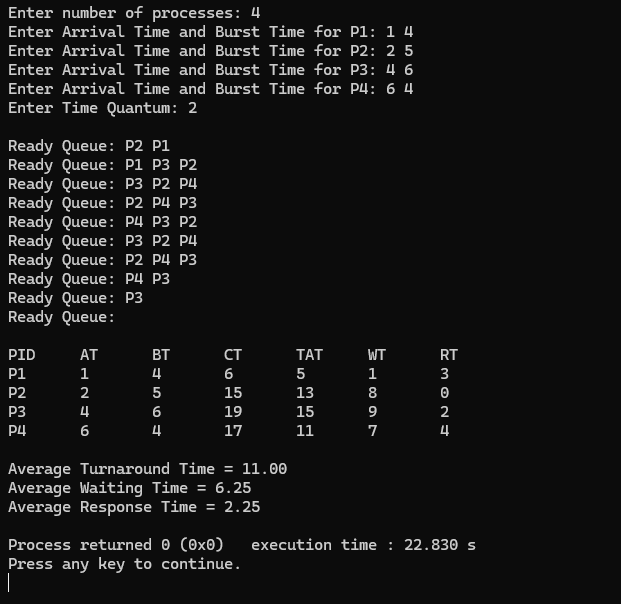 Enter number of processes: 4
Enter Arrival Time and Burst Time for P1: 1 4
Enter Arrival Time and Burst Time for P2: 2 5
Enter Arrival Time and Burst Time for P3: 4 6
Enter Arrival Time and Burst Time for P4: 6 4
Enter Time Quantum: 2
Ready Queue: P2 P1
Ready Queue: P1 P3 P2
Ready Queue: P3 P2 P4
Ready Queue: P2 P4 P3
Ready Queue: P4 P3 P2
Ready Queue: P3 P2 P4
Ready Queue: P2 P4 P3
Ready Queue: P4 P3
Ready Queue: P3
Ready Queue:
PID AT BT CT TAT WT RT
P1 1 4 6 5 1 3
P2 2 5 15 13 8 0
P3 4 6 19 15 9 2
P4 6 4 17 11 7 4
Average Turnaround Time = 11.00
Average Waiting Time = 6.25
Average Response Time = 2.25
Process returned 0 (0x0)   execution time : 22.830 s
Press any key to continue.